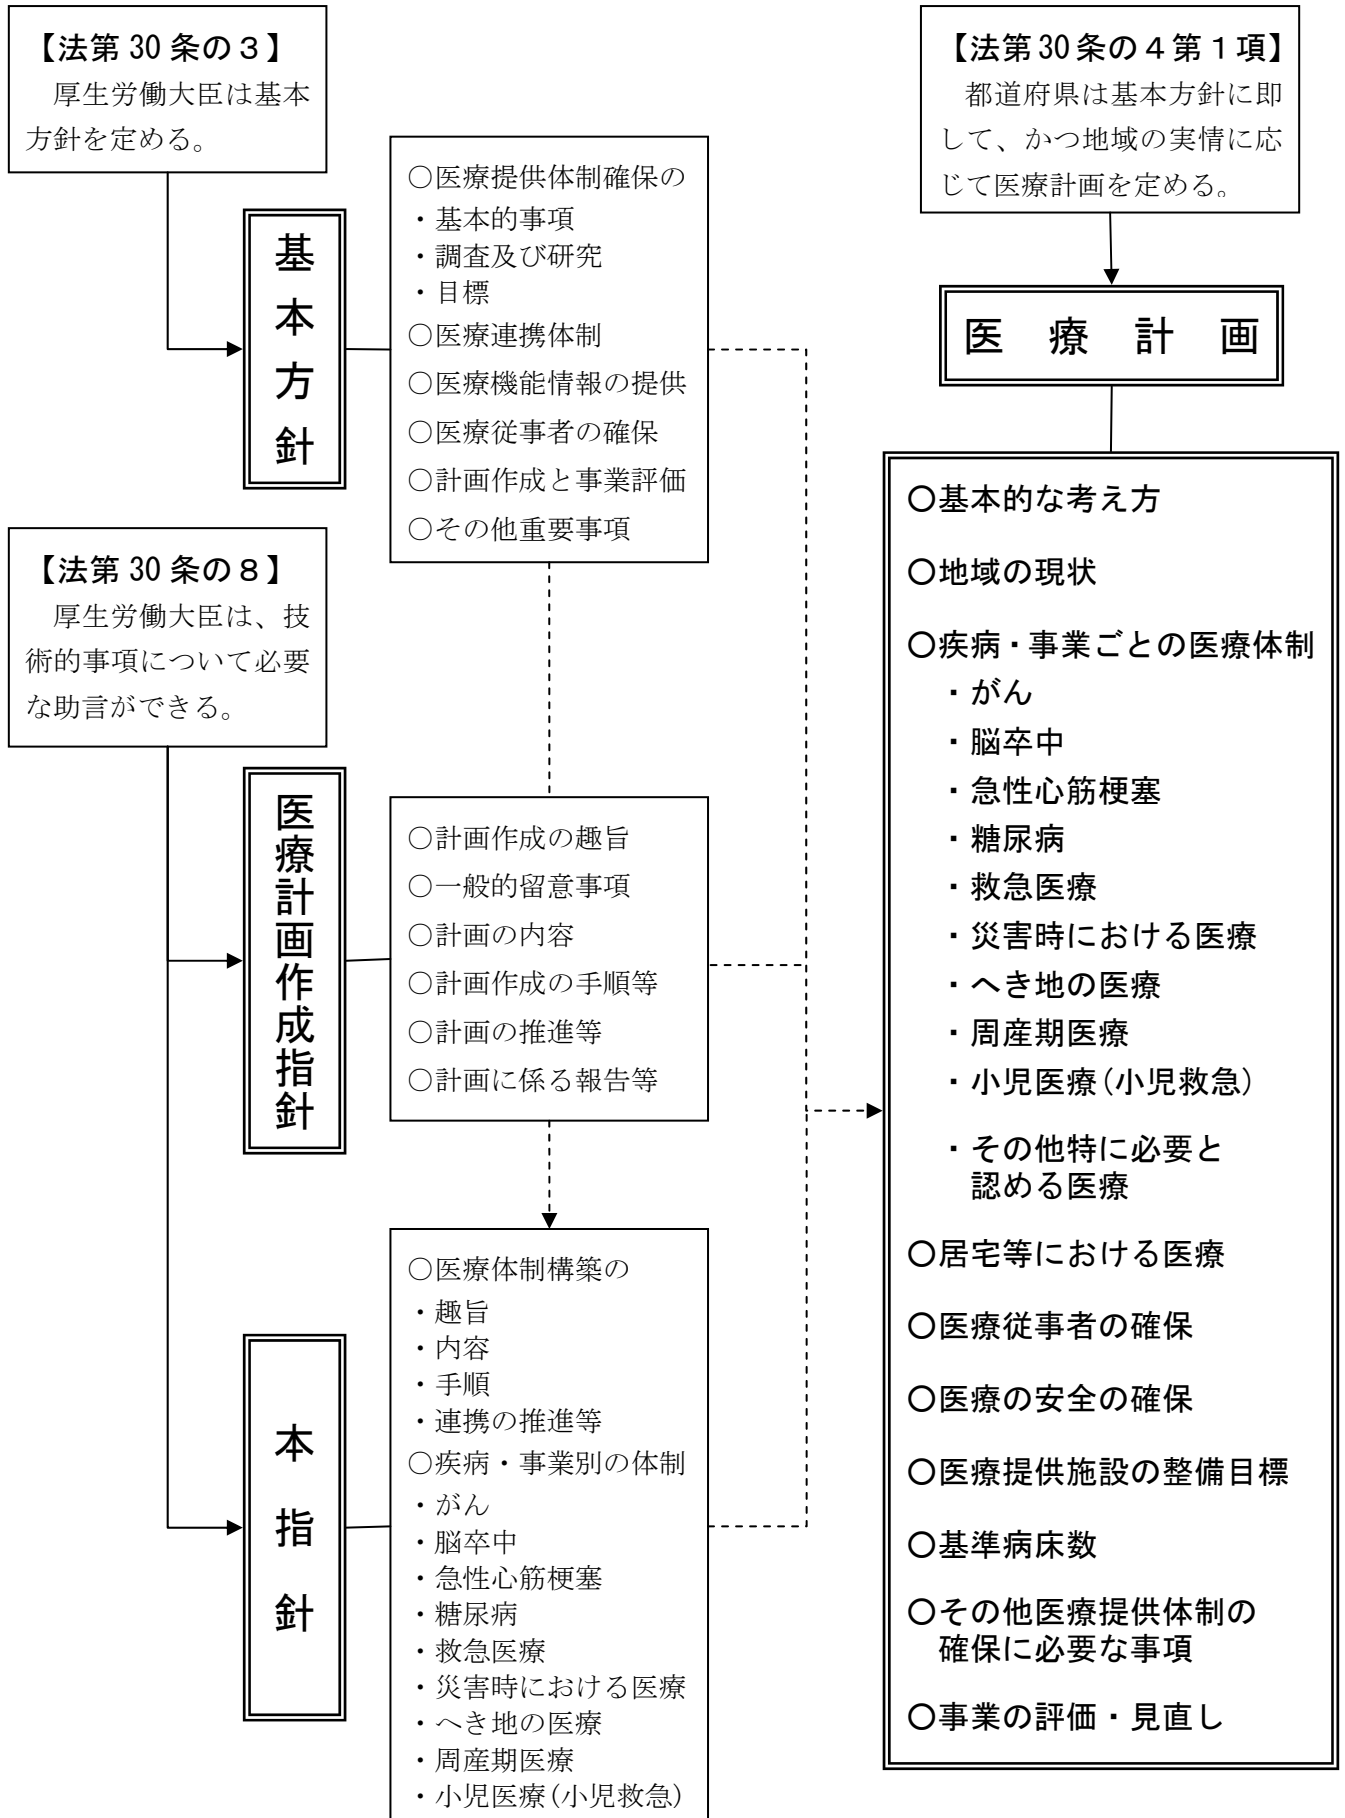 【法第30条の3】
厚生労働大臣は基本
方針を定める。
基本方針
○医療提供体制確保の
・基本的事項
・調査及び研究
・目標
○医療連携体制
○医療機能情報の提供
○医療従事者の確保
○計画作成と事業評価
○その他重要事項
【法第30条の8】
厚生労働大臣は、技
術的事項について必要
な助言ができる。
医療計画作成指針
○計画作成の趣旨
○一般的留意事項
○計画の内容
○計画作成の手順等
○計画の推進等
○計画に係る報告等
本指針
○医療体制構築の
・趣旨
・内容
・手順
・連携の推進等
○疾病・事業別の体制
・がん
・脳卒中
・急性心筋梗塞
・糖尿病
・救急医療
・災害時における医療
・へき地の医療
・周産期医療
・小児医療(小児救急)
【法第30条の4第1項】
都道府県は基本方針に即
して、かつ地域の実情に応
じて医療計画を定める。
医療計画
○基本的な考え方
○地域の現状
○疾病・事業ごとの医療体制
・がん
・脳卒中
・急性心筋梗塞
・糖尿病
・救急医療
・災害時における医療
・へき地の医療
・周産期医療
・小児医療(小児救急)
・その他特に必要と
認める医療
○居宅等における医療
○医療従事者の確保
○医療の安全の確保
○医療提供施設の整備目標
○基準病床数
○その他医療提供体制の
確保に必要な事項
○事業の評価・見直し